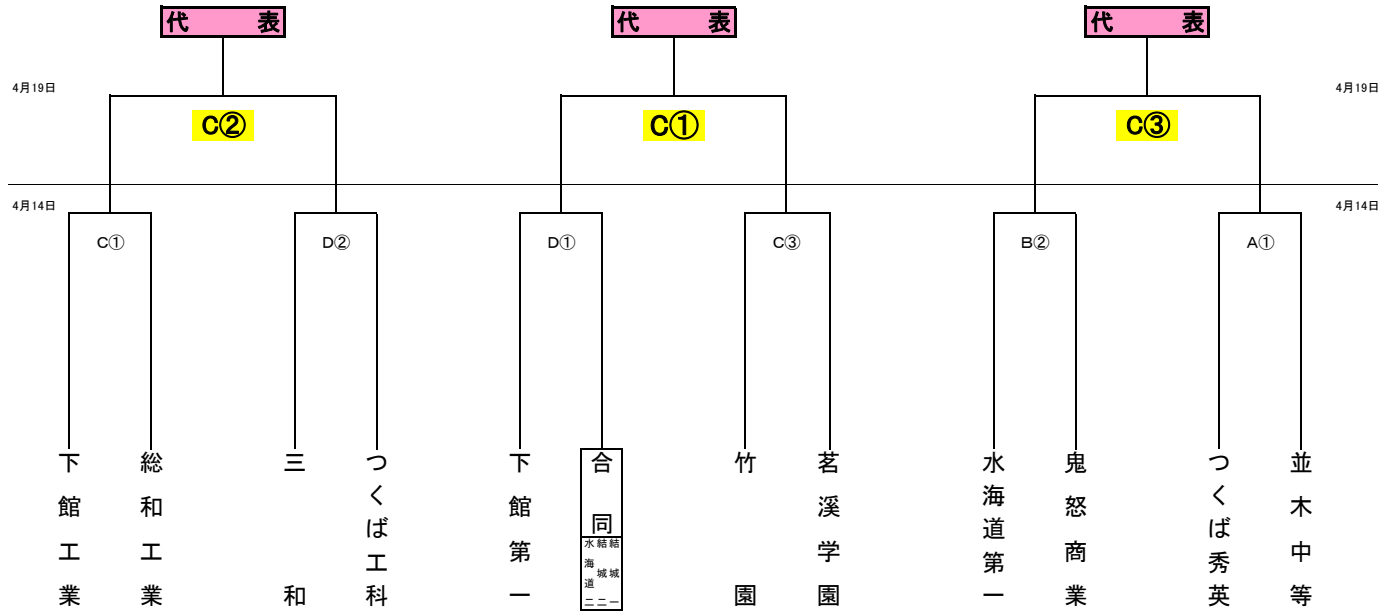 代　表
代　表
代　表
4月19日
4月19日
C②
C①
C③
4月14日
4月14日
C①
D②
D①
C③
B②
A①
下館工業
総和工業
三和
つくば工科
下館第一
合同
結城一
結城二
水海道二
竹園
茗溪学園
水海道第一
鬼怒商業
つくば秀英
並木中等